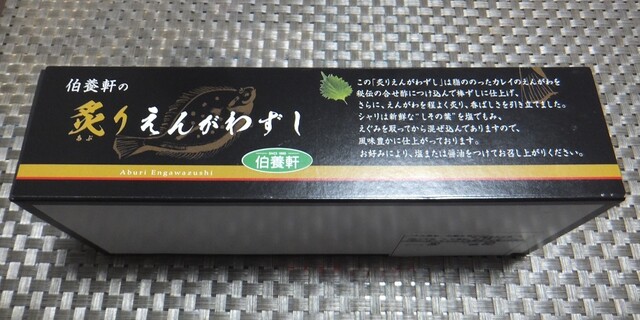 伯養軒の
炙りえんがわずし
あぶ
Aburi Engawazushi
伯養軒
この「炙りえんがわずし」は脂ののったカレイのえんがわを
秘伝の合せ酢につけ込んで棒ずしに仕上げ、
さらに、えんがわを程よく炙り、香ばしさを引き立てました。
シャリは新鮮な"しその葉"を塩でもみ、
えぐみを取ってから混ぜ込んでありますので、
風味豊かに仕上がっております。
お好みにより、塩または醤油をつけてお召し上がりください。